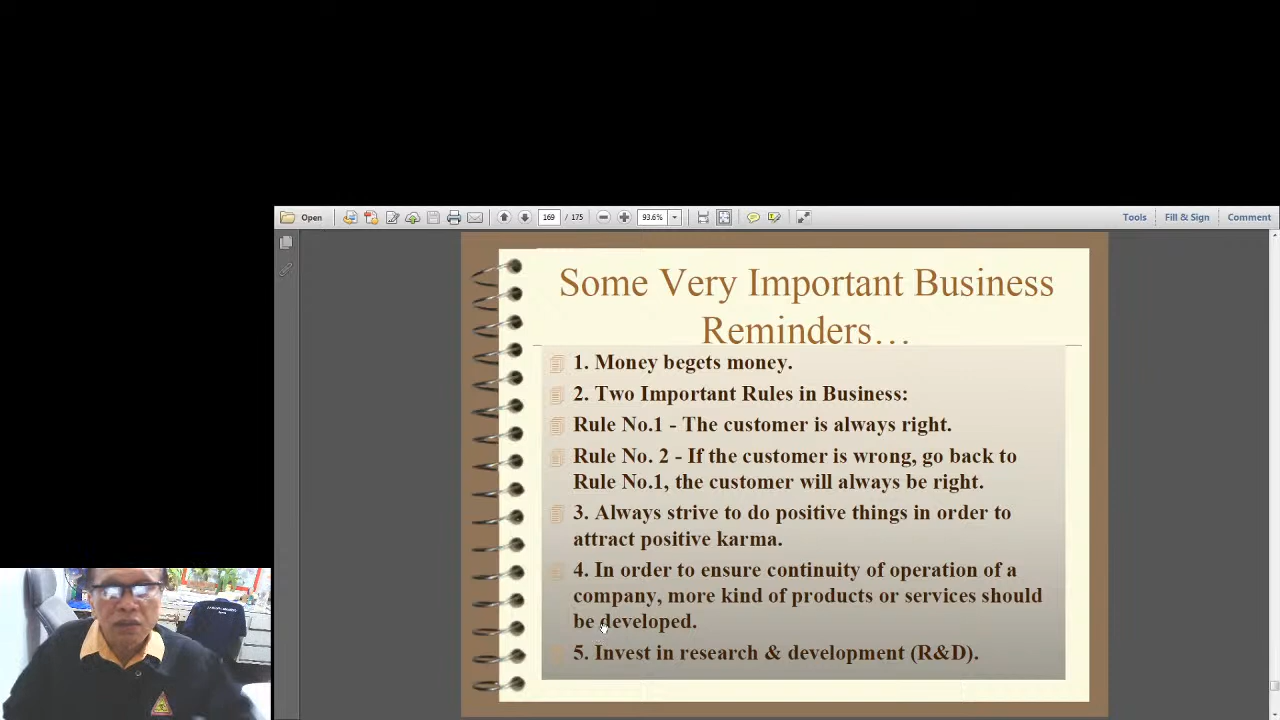 Open
169 / 175
93.6%
Tools
Fill & Sign
Comment
Some Very Important Business
Reminders…
1. Money begets money.
2. Two Important Rules in Business:
Rule No.1 - The customer is always right.
Rule No. 2 - If the customer is wrong, go back to
Rule No.1, the customer will always be right.
3. Always strive to do positive things in order to
attract positive karma.
4. In order to ensure continuity of operation of a
company, more kind of products or services should
be developed.
5. Invest in research & development (R&D).